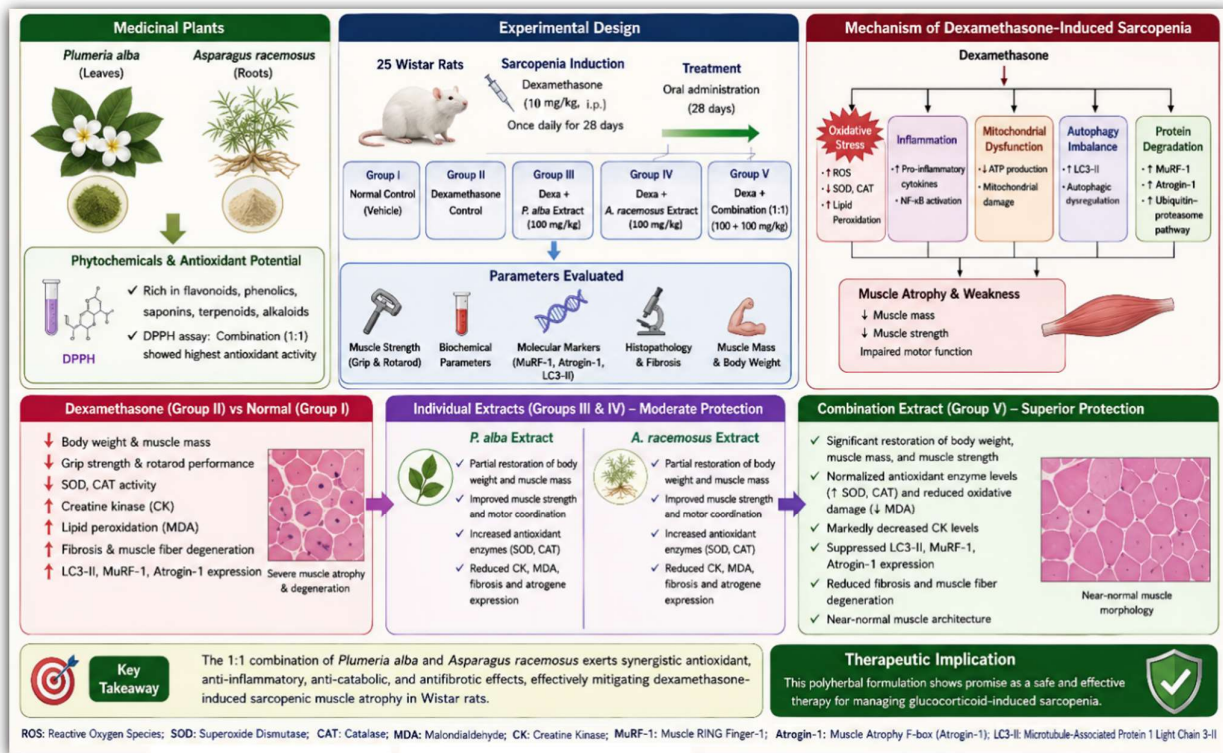 Medicinal Plants
Plumeria alba
(Leaves)
Asparagus racemosus
(Roots)
Phytochemicals & Antioxidant Potential
DPPH
✓ Rich in flavonoids, phenolics,
saponins, terpenoids, alkaloids
✓ DPPH assay: Combination (1:1)
showed highest antioxidant activity
Experimental Design
25 Wistar Rats
Sarcopenia Induction
Dexamethasone
(10 mg/kg, i.p.)
Once daily for 28 days
Treatment
Oral administration
(28 days)
Group I
Normal Control
(Vehicle)
Group II
Dexamethasone
Control
Group III
Dexa +
P. alba Extract
(100 mg/kg)
Group IV
Dexa +
A. racemosus Extract
(100 mg/kg)
Group V
Dexa +
Combination (1:1)
(100 + 100 mg/kg)
Parameters Evaluated
Muscle Strength
(Grip & Rotarod)
Biochemical
Parameters
Molecular Markers
(MuRF-1, Atrogin-1,
LC3-II)
Histopathology
& Fibrosis
Muscle Mass
& Body Weight
Mechanism of Dexamethasone-Induced Sarcopenia
Dexamethasone
Oxidative
Stress
• ↑ ROS
• ↓ SOD, CAT
• ↑ Lipid
Peroxidation
Inflammation
• ↑ Pro-inflammatory
cytokines
• NF-κB activation
Mitochondrial
Dysfunction
• ↓ ATP production
• Mitochondrial
damage
Autophagy
Imbalance
• ↑ LC3-II
• Autophagic
dysregulation
Protein
Degradation
• ↑ MuRF-1
• ↑ Atrogin-1
• ↑ Ubiquitin-
proteasome
pathway
Muscle Atrophy & Weakness
↓ Muscle mass
↓ Muscle strength
Impaired motor function
Dexamethasone (Group II) vs Normal (Group I)
↓ Body weight & muscle mass
↓ Grip strength & rotarod performance
↓ SOD, CAT activity
↑ Creatine kinase (CK)
↑ Lipid peroxidation (MDA)
↑ Fibrosis & muscle fiber degeneration
↑ LC3-II, MuRF-1, Atrogin-1 expression
Severe muscle atrophy
& degeneration
Individual Extracts (Groups III & IV) – Moderate Protection
P. alba Extract
✓ Partial restoration of body
weight and muscle mass
✓ Improved muscle strength
and motor coordination
✓ Increased antioxidant
enzymes (SOD, CAT)
✓ Reduced CK, MDA,
fibrosis and atrogene
expression
A. racemosus Extract
✓ Partial restoration of body
weight and muscle mass
✓ Improved muscle strength
and motor coordination
✓ Increased antioxidant
enzymes (SOD, CAT)
✓ Reduced CK, MDA,
fibrosis and atrogene
expression
Combination Extract (Group V) – Superior Protection
✓ Significant restoration of body weight,
muscle mass, and muscle strength
✓ Normalized antioxidant enzyme levels
(↑ SOD, CAT) and reduced oxidative
damage (↓ MDA)
✓ Markedly decreased CK levels
✓ Suppressed LC3-II, MuRF-1,
Atrogin-1 expression
✓ Reduced fibrosis and muscle fiber
degeneration
✓ Near-normal muscle architecture
Near-normal muscle
morphology
Key
Takeaway
The 1:1 combination of Plumeria alba and Asparagus racemosus exerts synergistic antioxidant,
anti-inflammatory, anti-catabolic, and antifibrotic effects, effectively mitigating dexamethasone-
induced sarcopenic muscle atrophy in Wistar rats.
Therapeutic Implication
This polyherbal formulation shows promise as a safe and effective
therapy for managing glucocorticoid-induced sarcopenia.
ROS: Reactive Oxygen Species; SOD: Superoxide Dismutase; CAT: Catalase; MDA: Malondialdehyde; CK: Creatine Kinase; MuRF-1: Muscle RING Finger-1; Atrogin-1: Muscle Atrophy F-box (Atrogin-1); LC3-II: Microtubule-Associated Protein 1 Light Chain 3-II